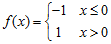 f(x) = { −1 x ≤ 0
1 x > 0